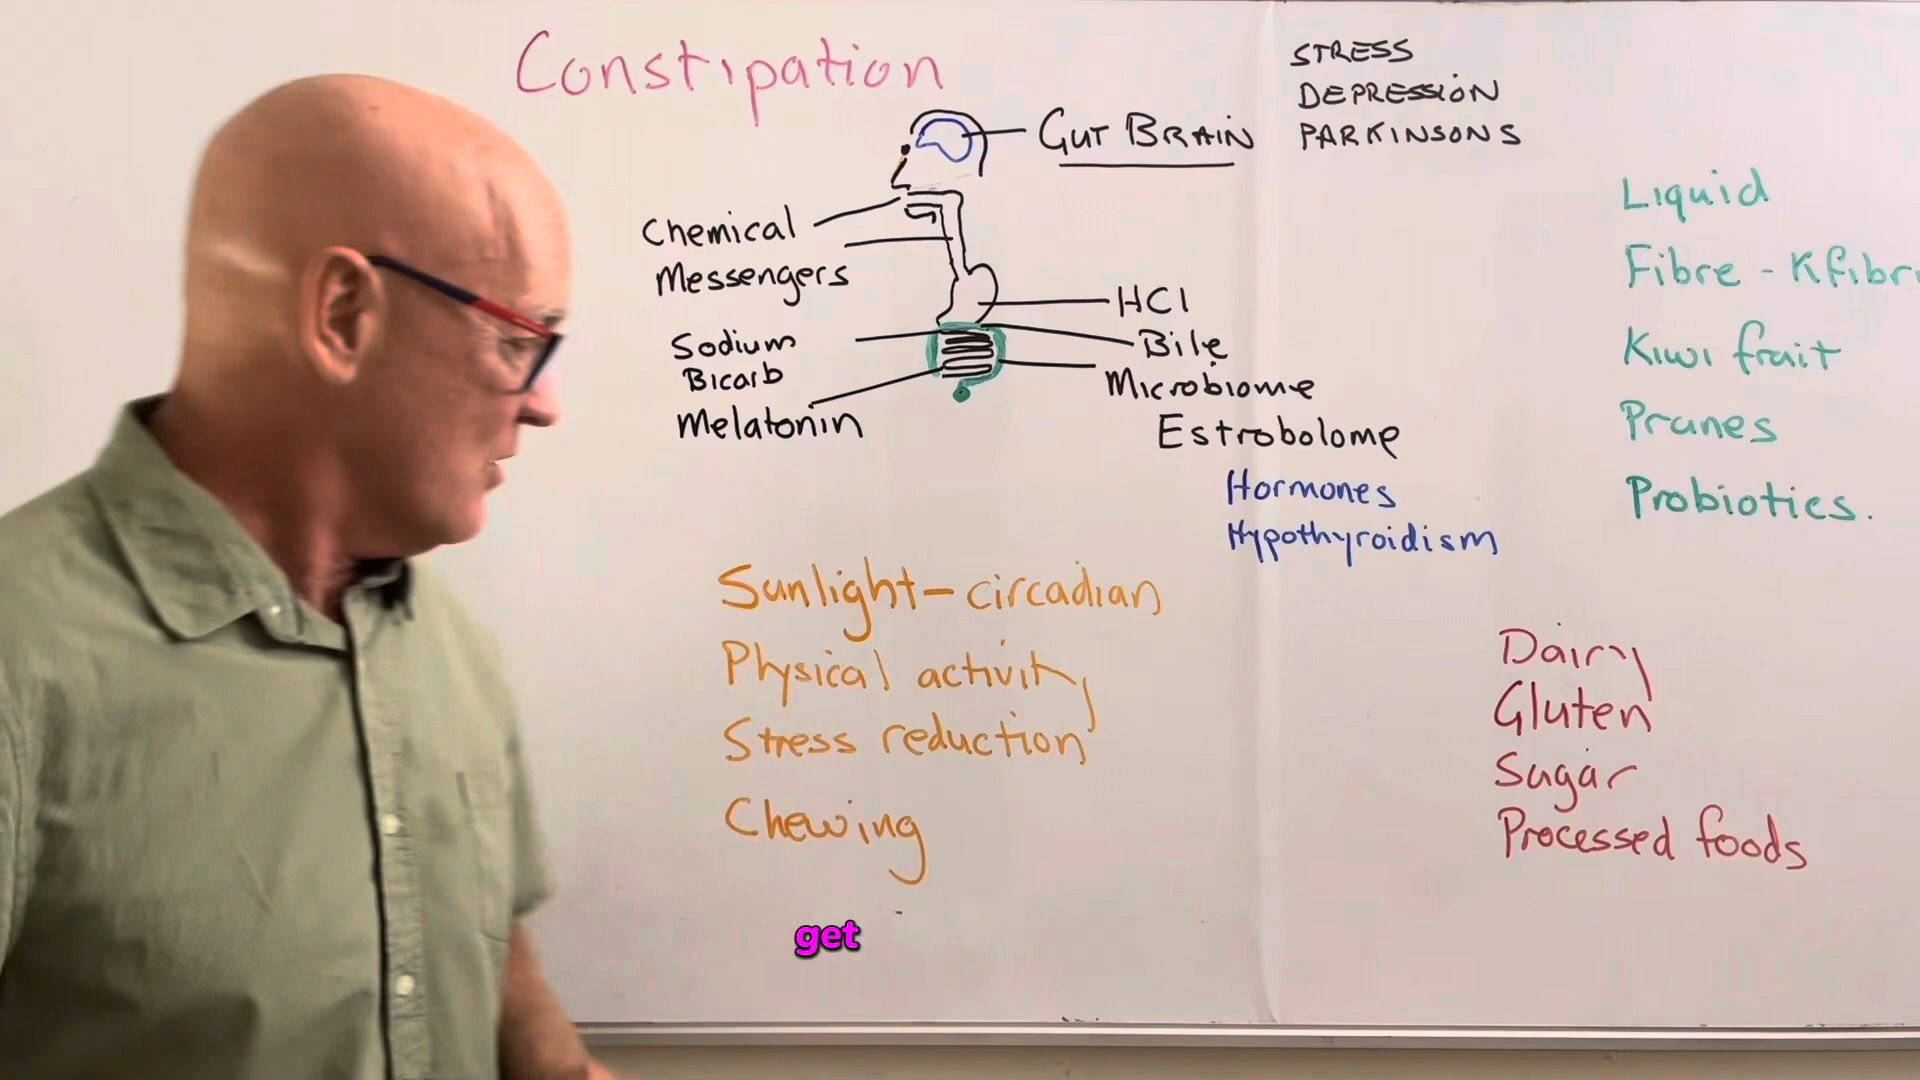 Constipation
STRESS
DEPRESSION
PARKINSONS
GUT BRAIN
Chemical
Messengers
Sodium
Bicarb
Melatonin
HCl
Bile
Microbiome
Estrobolome
Hormones
Hypothyroidism
Liquid
Fibre - Kfibr
Kiwi fruit
Prunes
Probiotics.
Sunlight - circadian
Physical activity
Stress reduction
Chewing
Dairy
Gluten
Sugar
Processed foods
get